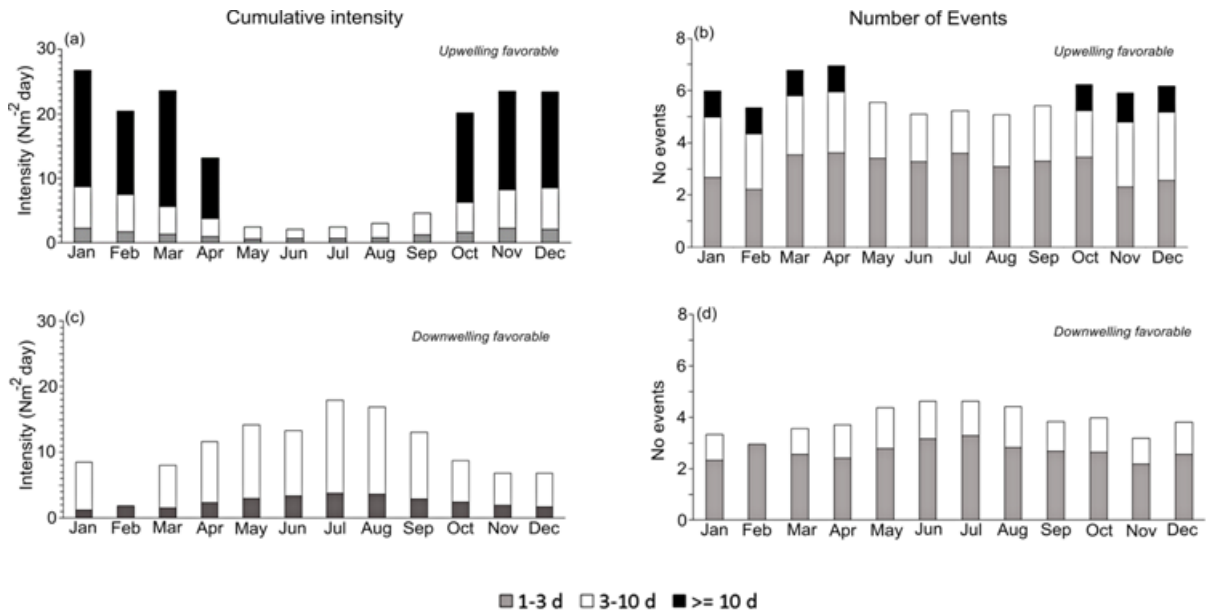 Cumulative intensity
(a)
Upwelling favorable
Intensity (Nm-2 day)
30
20
10
0
Jan Feb Mar Apr May Jun Jul Aug Sep Oct Nov Dec
Number of Events
(b)
Upwelling favorable
No events
8
6
4
2
0
Jan Feb Mar Apr May Jun Jul Aug Sep Oct Nov Dec
(c)
Downwelling favorable
Intensity (Nm-2 day)
30
20
10
0
Jan Feb Mar Apr May Jun Jul Aug Sep Oct Nov Dec
(d)
Downwelling favorable
No events
8
6
4
2
0
Jan Feb Mar Apr May Jun Jul Aug Sep Oct Nov Dec
1-3 d 3-10 d >= 10 d